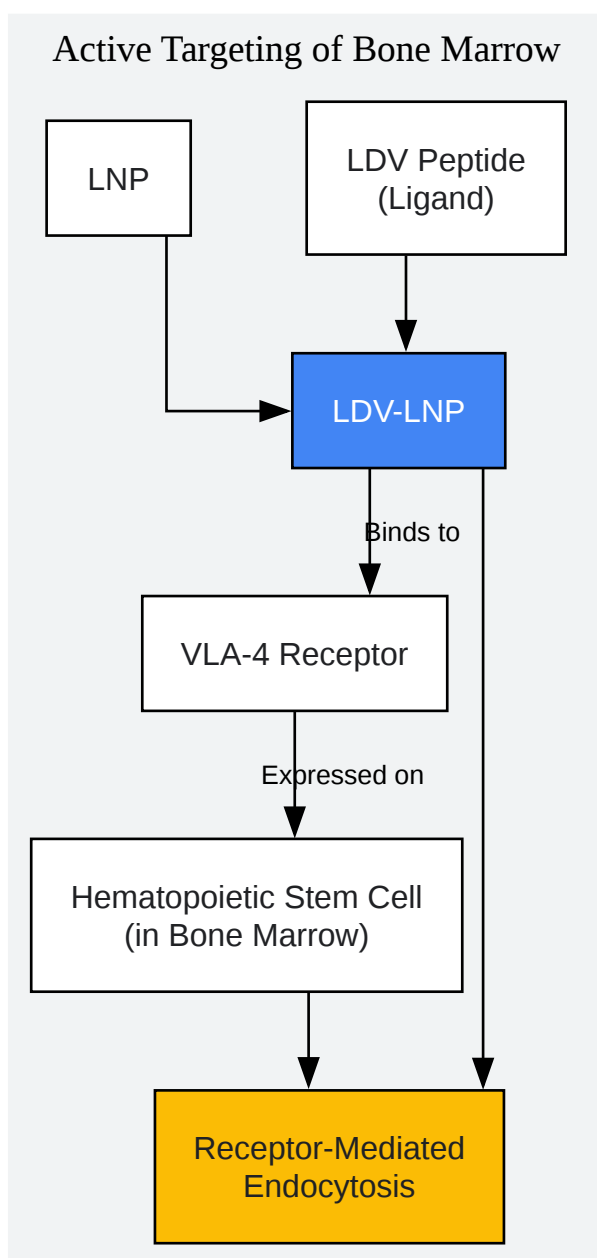 Active Targeting of Bone Marrow
LNP
LDV Peptide
(Ligand)
LDV-LNP
Binds to
VLA-4 Receptor
Expressed on
Hematopoietic Stem Cell
(in Bone Marrow)
Receptor-Mediated
Endocytosis